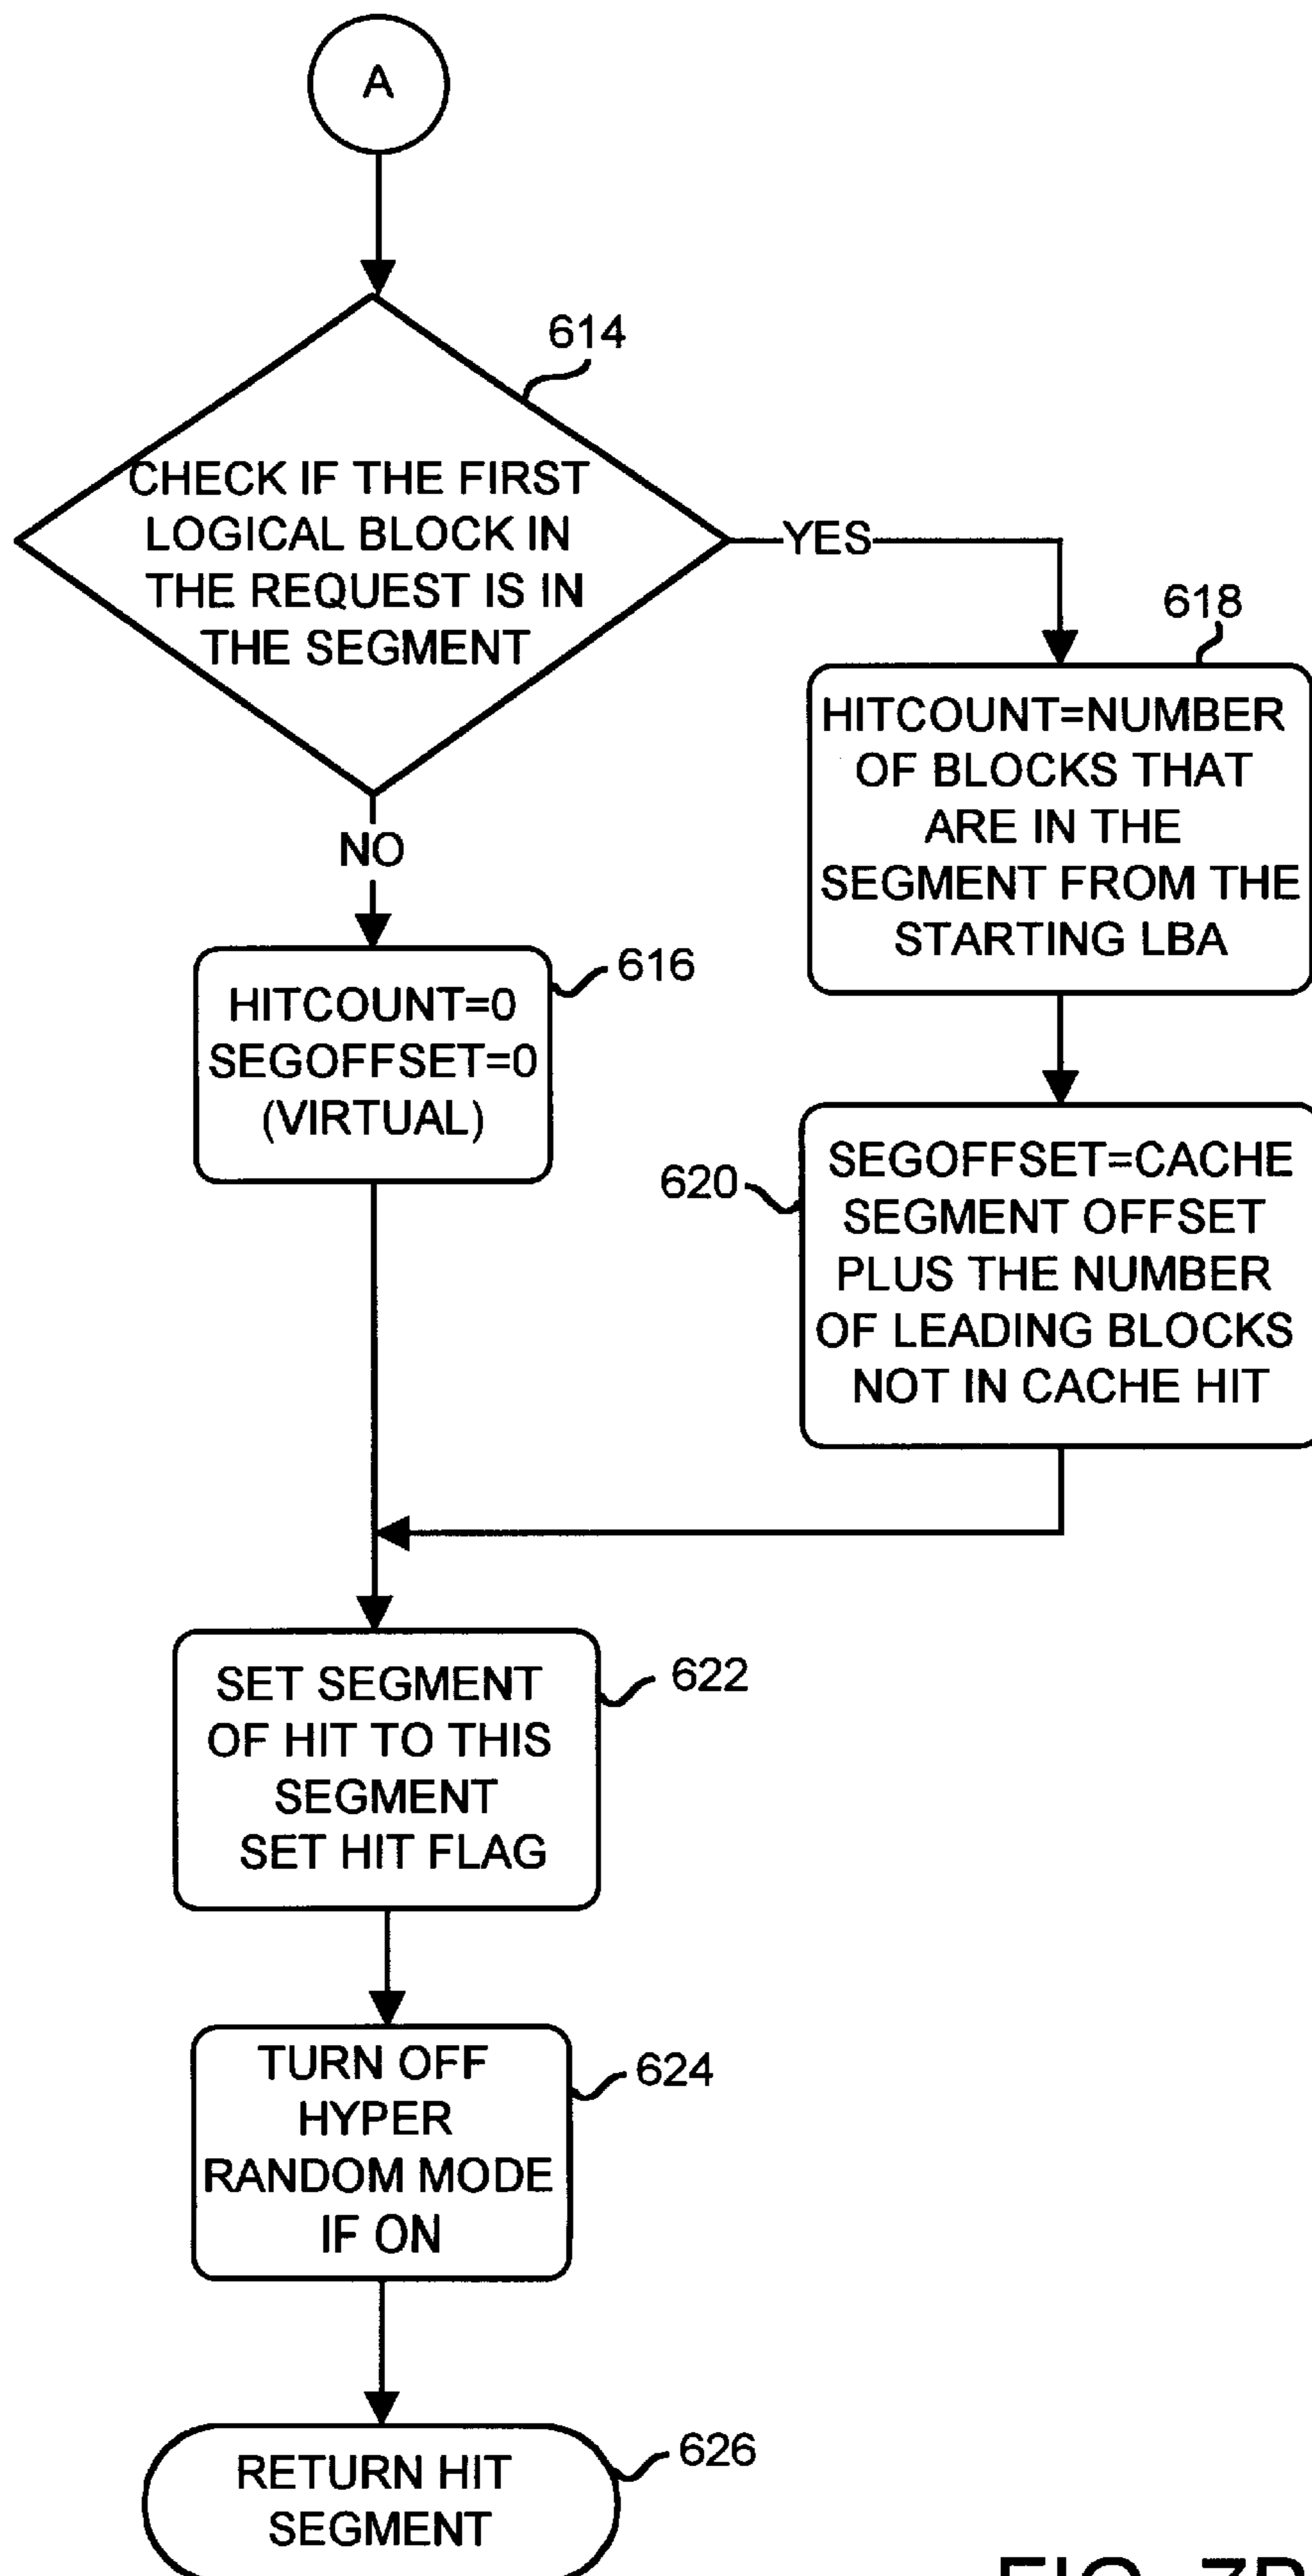 A
614
CHECK IF THE FIRST
LOGICAL BLOCK IN
THE REQUEST IS IN
THE SEGMENT
YES
618
HITCOUNT=NUMBER
OF BLOCKS THAT
ARE IN THE
SEGMENT FROM THE
STARTING LBA
NO
616
HITCOUNT=0
SEGOFFSET=0
(VIRTUAL)
620
SEGOFFSET=CACHE
SEGMENT OFFSET
PLUS THE NUMBER
OF LEADING BLOCKS
NOT IN CACHE HIT
622
SET SEGMENT
OF HIT TO THIS
SEGMENT
SET HIT FLAG
624
TURN OFF
HYPER
RANDOM MODE
IF ON
626
RETURN HIT
SEGMENT
FIG. 7B